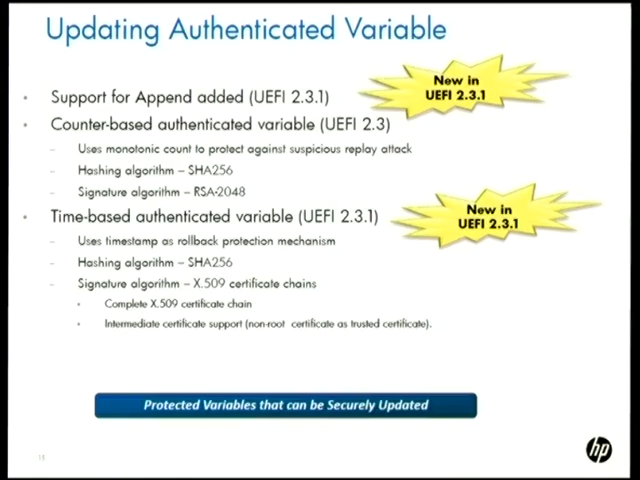 Updating Authenticated Variable
New in
UEFI 2.3.1
• Support for Append added (UEFI 2.3.1)
• Counter-based authenticated variable (UEFI 2.3)
– Uses monotonic count to protect against suspicious replay attack
– Hashing algorithm – SHA256
– Signature algorithm – RSA-2048
New in
UEFI 2.3.1
• Time-based authenticated variable (UEFI 2.3.1)
– Uses timestamp as rollback protection mechanism
– Hashing algorithm – SHA256
– Signature algorithm – X.509 certificate chains
• Complete X.509 certificate chain
• Intermediate certificate support (non-root certificate as trusted certificate).
Protected Variables that can be Securely Updated
hp